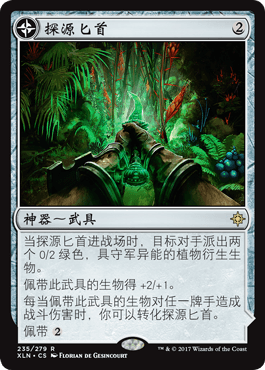 探源匕首 2
神器～武具
当探源匕首进战场时，目标对手派出两
个 0/2 绿色，具守军异能的植物衍生生
物。
佩带此武具的生物得 +2/+1。
每当佩带此武具的生物对任一牌手造成
战斗伤害时，你可以转化探源匕首。
佩带 2
235/279 R
XLN • CS FLORIAN DE GESINCOURT
™ & © 2017 Wizards of the Coast